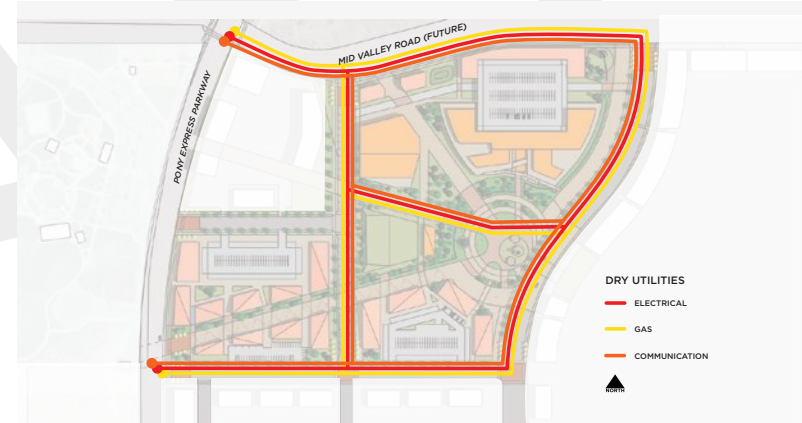 MID VALLEY ROAD (FUTURE)
PONY EXPRESS PARKWAY
DRY UTILITIES
ELECTRICAL
GAS
COMMUNICATION
NORTH